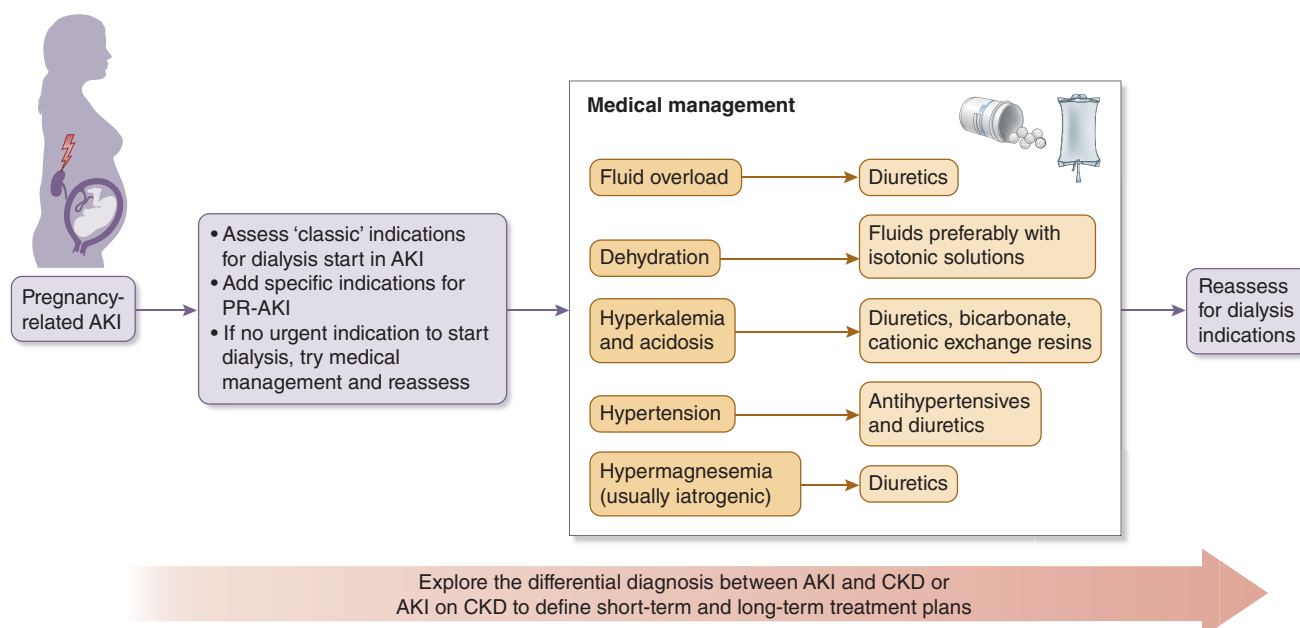 Pregnancy-
related AKI
• Assess ‘classic’ indications
for dialysis start in AKI
• Add specific indications for
PR-AKI
• If no urgent indication to start
dialysis, try medical
management and reassess
Medical management
Fluid overload
Diuretics
Dehydration
Fluids preferably with
isotonic solutions
Hyperkalemia
and acidosis
Diuretics, bicarbonate,
cationic exchange resins
Hypertension
Antihypertensives
and diuretics
Hypermagnesemia
(usually iatrogenic)
Diuretics
Reassess
for dialysis
indications
Explore the differential diagnosis between AKI and CKD or
AKI on CKD to define short-term and long-term treatment plans